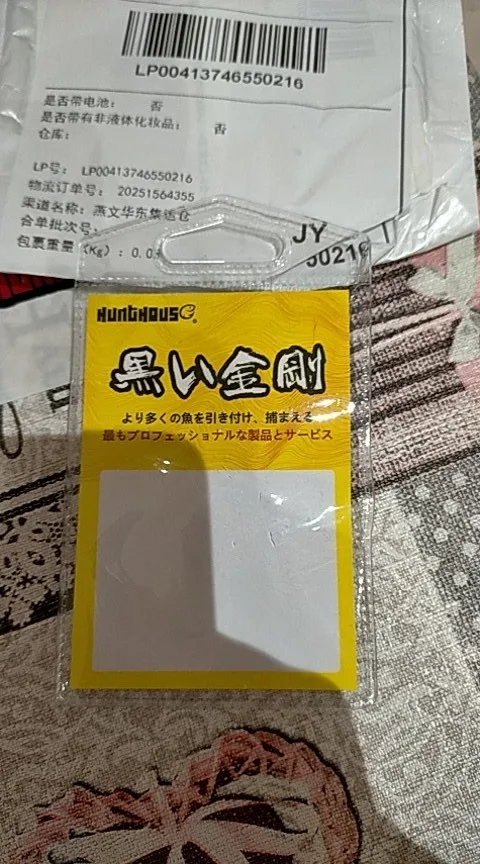 LP00413746550216
是否带电池： 否
是否带有非液体化妆品： 否
仓库：
LP号： LP00413746550216
物流订单号： 20251564355
渠道名称：燕文华东集运仓
合单批次号：
包裹重量（Kg）：0.0
JY
50216
HUNTHOUSE®
黒い金剛
より多くの魚を引き付け、捕まえる
最もプロフェッショナルな製品とサービス